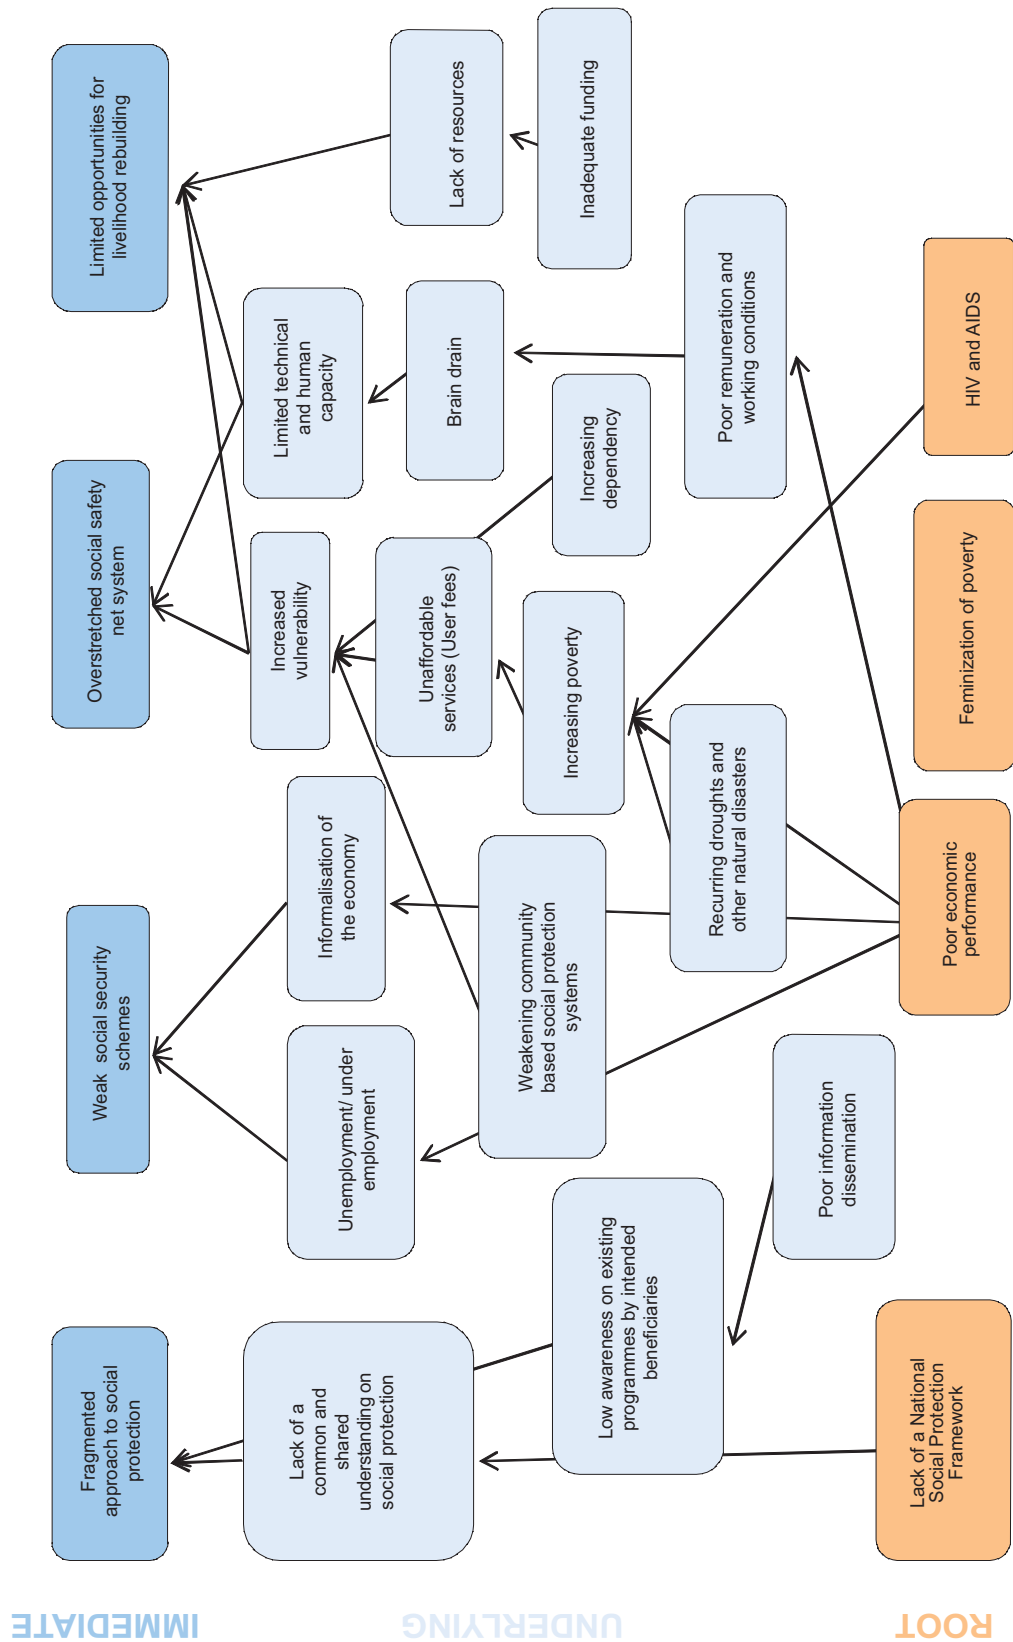 IMMEDIATE
Fragmented
approach to social
protection
Weak social security
schemes
Overstretched social safety
net system
Limited opportunities for
livelihood rebuilding
UNDERLYING
Lack of a
common and
shared
understanding on
social protection
Unemployment/ under
employment
Informalisation of
the economy
Increased
vulnerability
Limited technical
and human
capacity
Lack of resources
Unaffordable
services (User fees)
Brain drain
Inadequate funding
Low awareness on existing
programmes by intended
beneficiaries
Weakening community
based social protection
systems
Increasing poverty
Increasing
dependency
Poor information
dissemination
Recurring droughts and
other natural disasters
Poor remuneration and
working conditions
ROOT
Lack of a National
Social Protection
Framework
Poor economic
performance
Feminization of poverty
HIV and AIDS